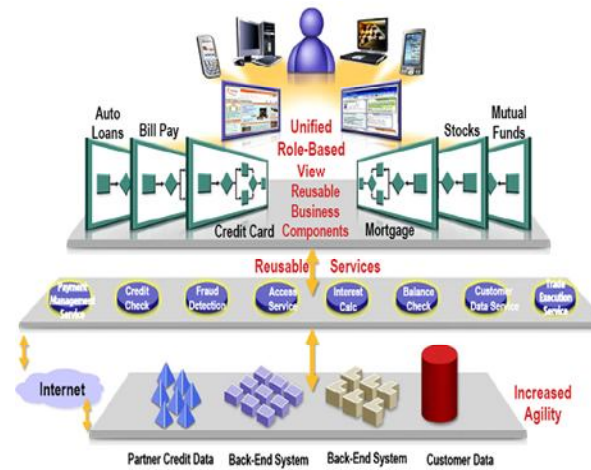 Auto
Loans
Bill Pay
Unified
Role-Based
View
Reusable
Business
Components
Stocks
Mutual
Funds
Credit Card
Mortgage
Reusable Services
Payment
Management
Service
Credit
Check
Fraud
Detection
Access
Service
Interest
Calc
Balance
Check
Customer
Data Service
Trade
Execution
Service
Internet
Increased
Agility
Partner Credit Data
Back-End System
Back-End System
Customer Data